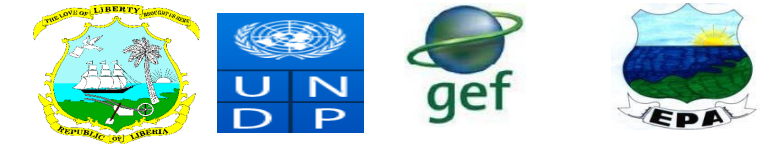 THE LOVE OF LIBERTY BROUGHT US HERE
REPUBLIC OF LIBERIA
U N
D P
gef
EPA